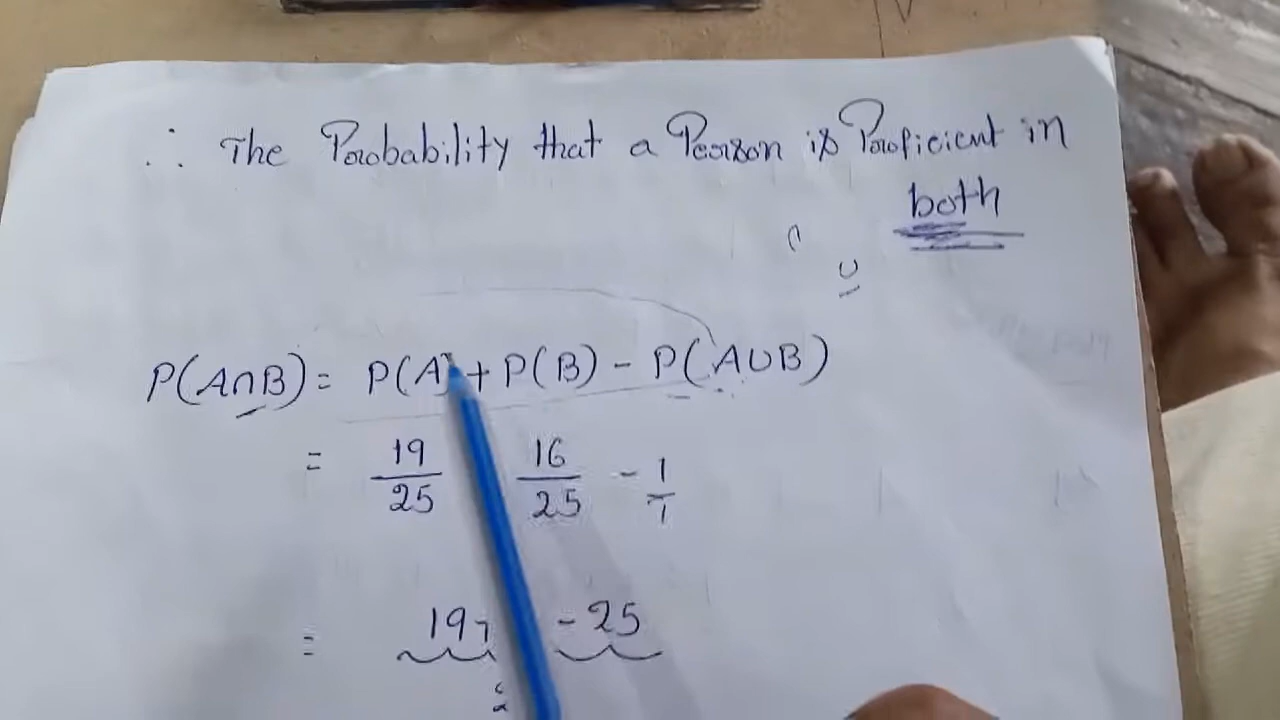 ∴ The Probability that a Person is Proficient in
both
P(A∩B) = P(A) + P(B) - P(A∪B)
= 19/25 16/25 - 1/1
= 19 - 25